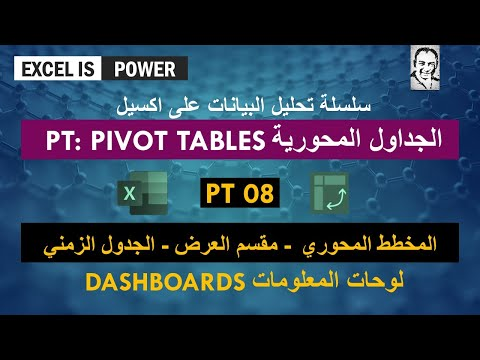 EXCEL IS POWER
سلسلة تحليل البيانات على اكسيل
الجداول المحورية PT: PIVOT TABLES
PT 08
المخطط المحوري - مقسم العرض - الجدول الزمني
لوحات المعلومات DASHBOARDS